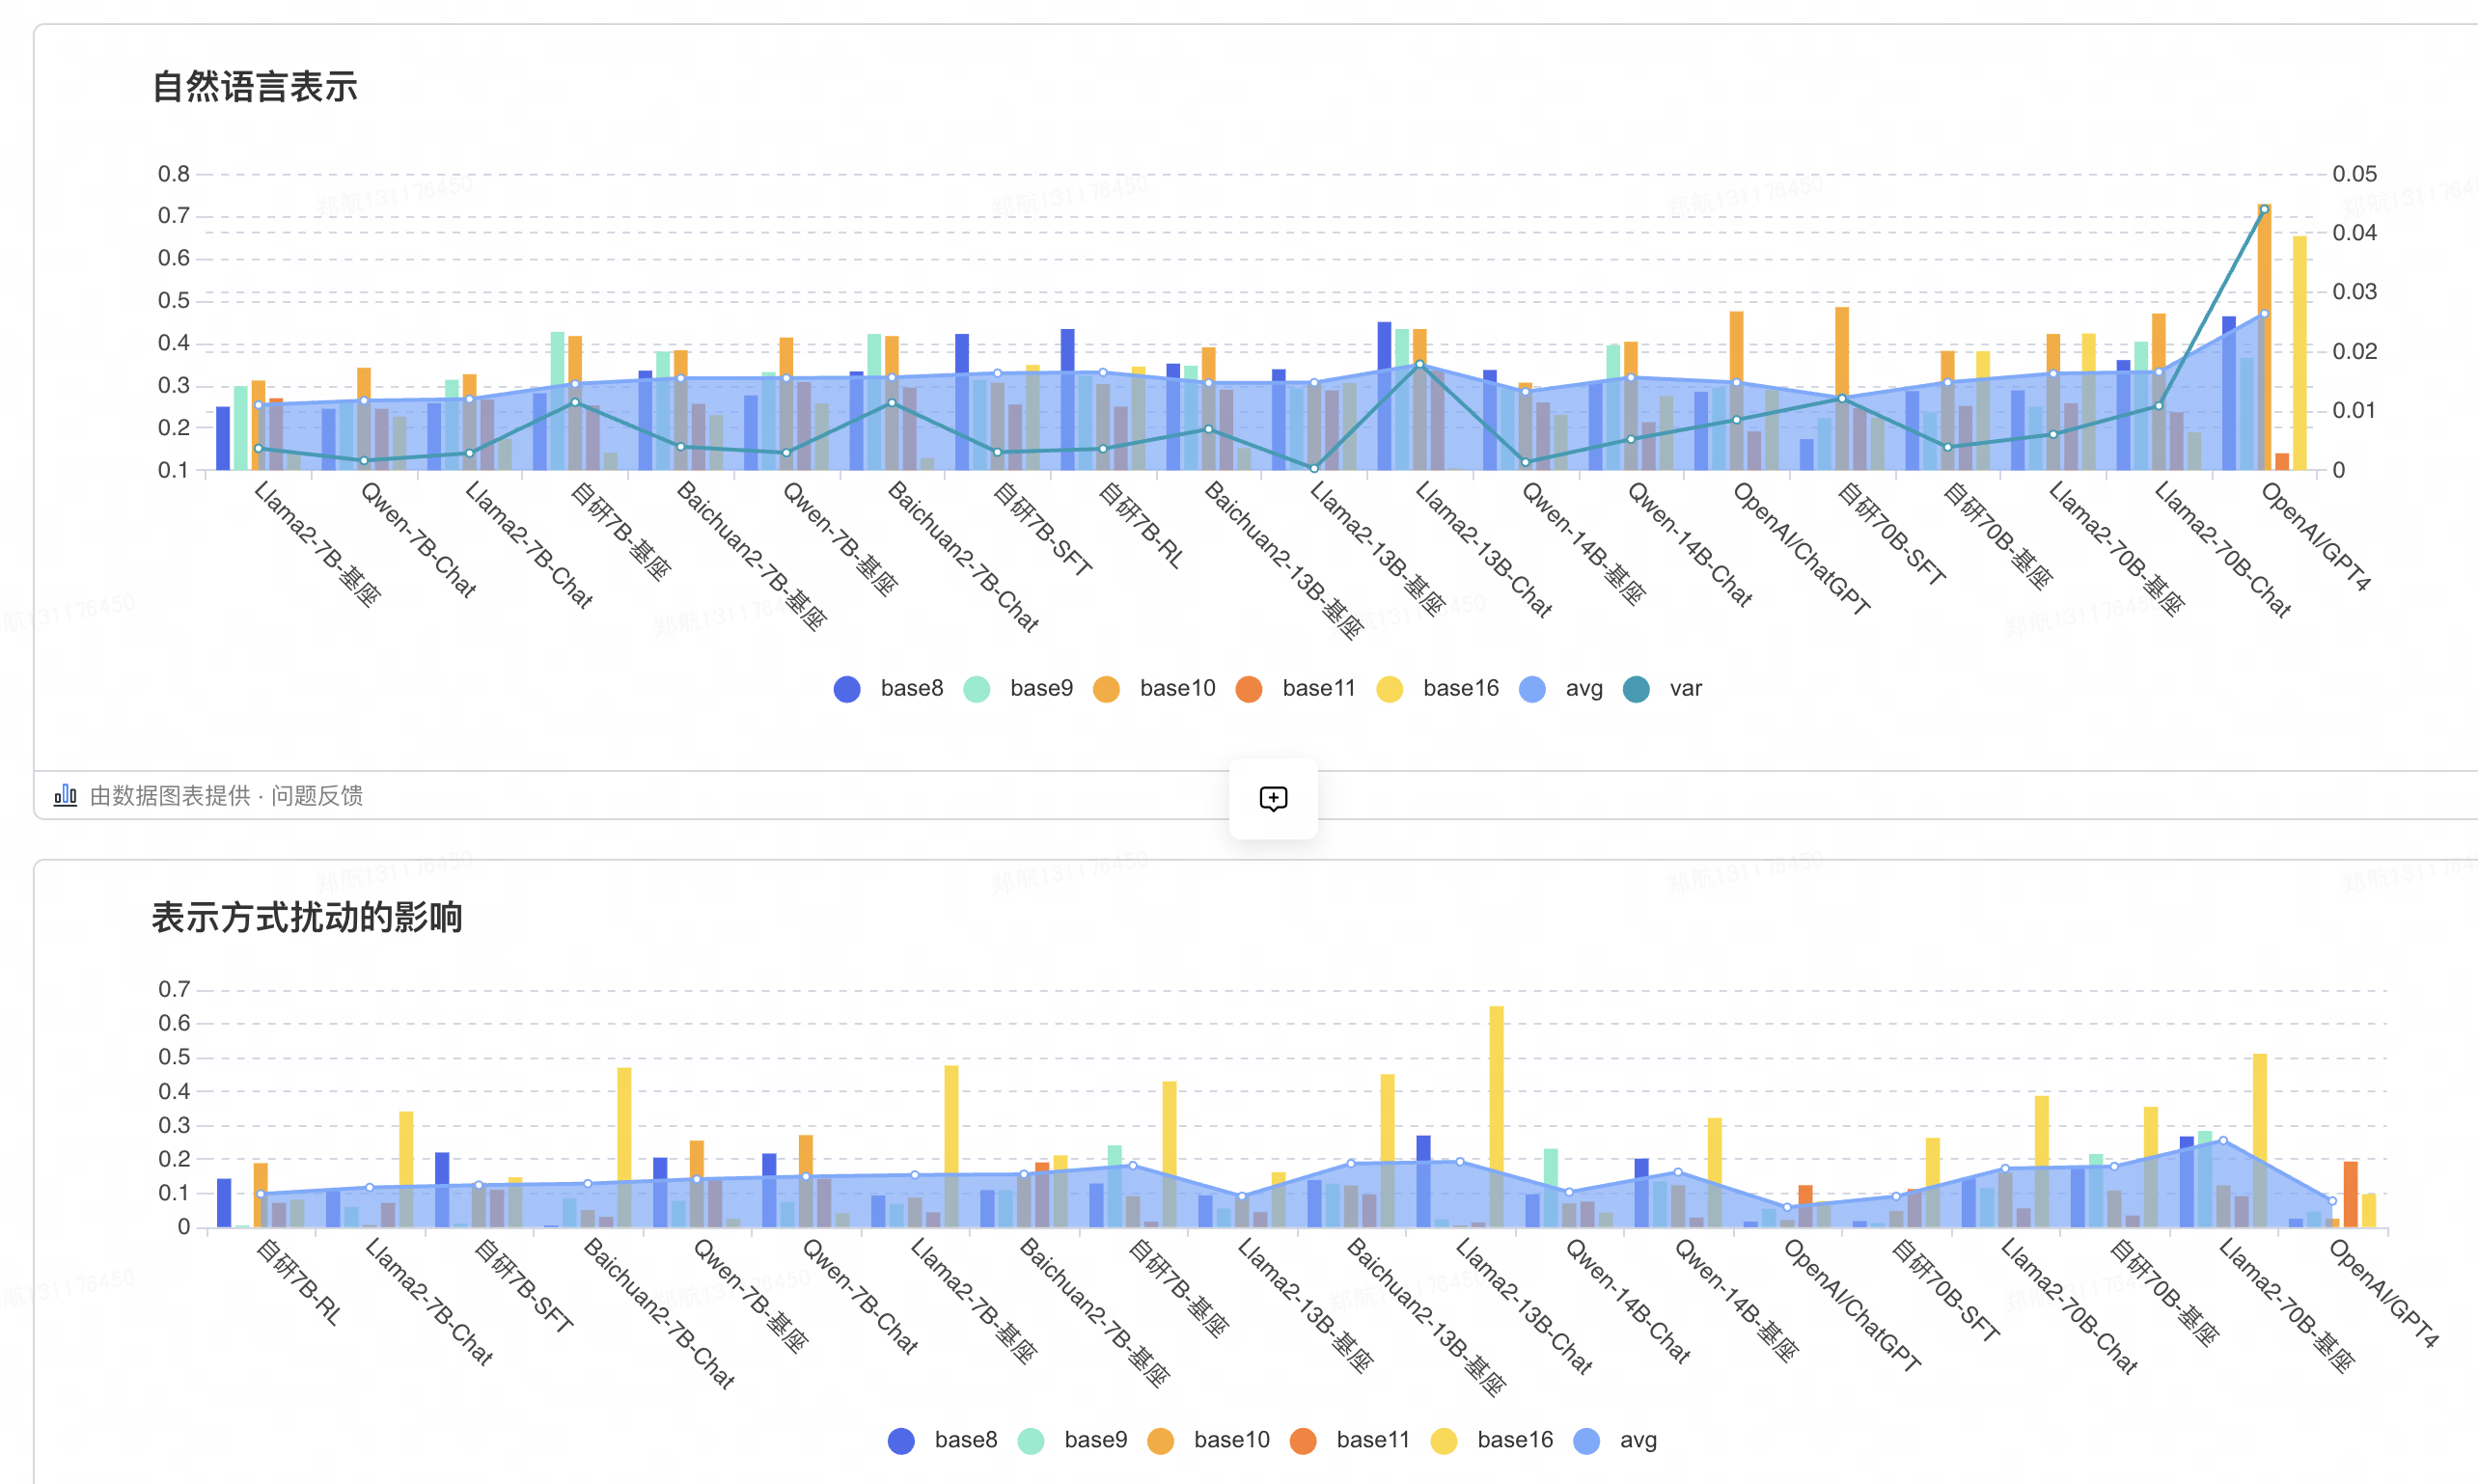 自然语言表示
0.8
0.7
0.6
0.5
0.4
0.3
0.2
0.1
0.05
0.04
0.03
0.02
0.01
0
Llama2-7B-基座
Qwen-7B-Chat
Llama2-7B-Chat
自研7B-基座
Baichuan2-7B-基座
Qwen-7B-基座
Baichuan2-7B-Chat
自研7B-SFT
自研7B-RL
Baichuan2-13B-基座
Llama2-13B-基座
Llama2-13B-Chat
Qwen-14B-基座
Qwen-14B-Chat
OpenAI/ChatGPT
自研70B-SFT
自研70B-基座
Llama2-70B-基座
Llama2-70B-Chat
OpenAI/GPT4
base8 base9 base10 base11 base16 avg var
由数据图表提供 · 问题反馈
表示方式扰动的影响
0.7
0.6
0.5
0.4
0.3
0.2
0.1
0
自研7B-RL
Llama2-7B-Chat
自研7B-SFT
Baichuan2-7B-Chat
Qwen-7B-基座
Qwen-7B-Chat
Llama2-7B-基座
Baichuan2-7B-基座
自研7B-基座
Llama2-13B-基座
Baichuan2-13B-基座
Llama2-13B-Chat
Qwen-14B-Chat
Qwen-14B-基座
OpenAI/ChatGPT
自研70B-SFT
Llama2-70B-Chat
自研70B-基座
Llama2-70B-基座
OpenAI/GPT4
base8 base9 base10 base11 base16 avg